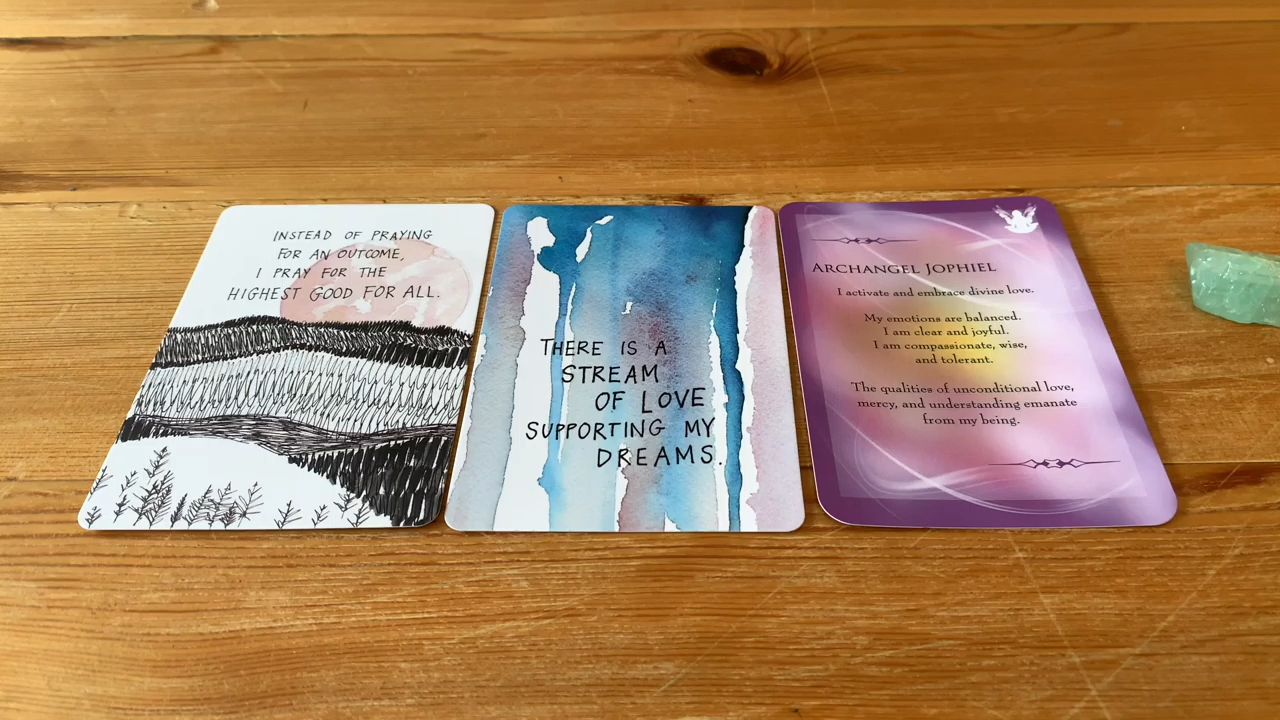 INSTEAD OF PRAYING
FOR AN OUTCOME,
I PRAY FOR THE
HIGHEST GOOD FOR ALL.
THERE IS A
STREAM
OF LOVE
SUPPORTING MY
DREAMS.
ARCHANGEL JOPHIEL
I activate and embrace divine love.
My emotions are balanced.
I am clear and joyful.
I am compassionate, wise,
and tolerant.
The qualities of unconditional love,
mercy, and understanding emanate
from my being.